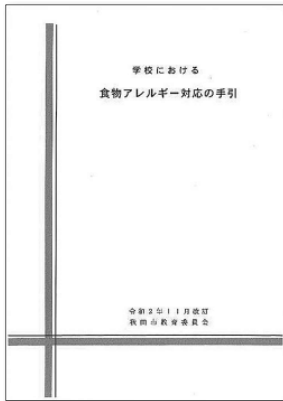 学校における
食物アレルギー対応の手引
令和2年11月改訂
秋田市教育委員会